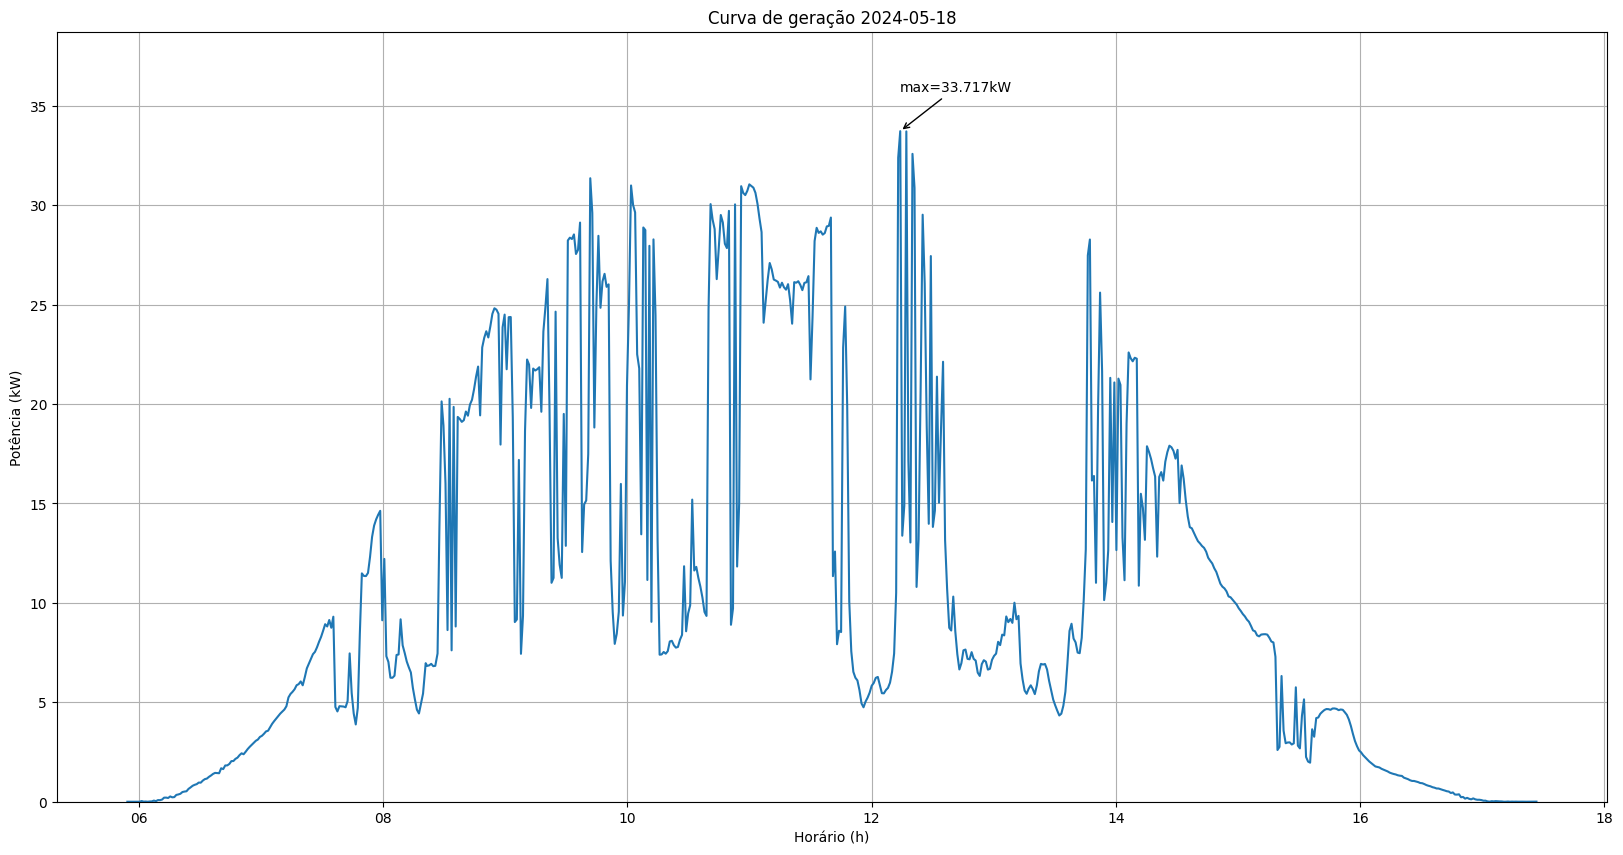 Curva de geração 2024-05-18
max=33.717kW
Potência (kW)
35
30
25
20
15
10
5
0
06 08 10 12 14 16 18
Horário (h)